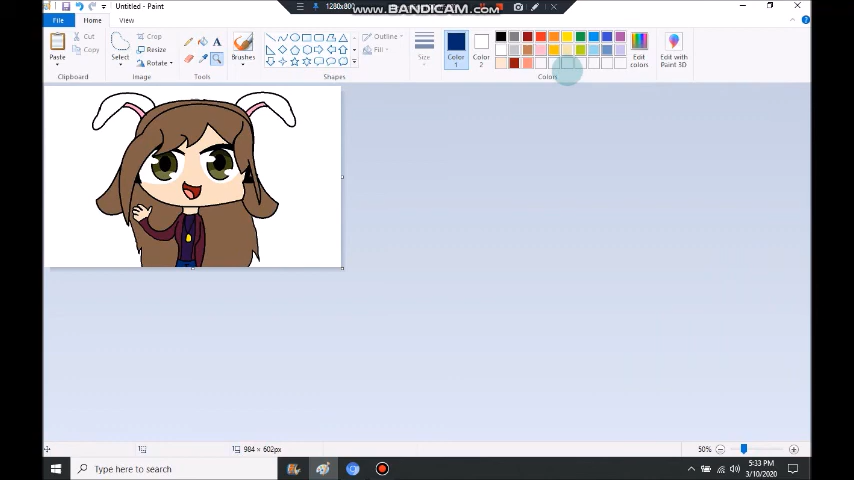 Untitled - Paint
1280x800
www.BANDICAM.com
File
Home
View
Paste
Cut
Copy
Clipboard
Select
Crop
Resize
Rotate
Image
A
Tools
Brushes
Outline
Fill
Shapes
Size
Color
1
Color
2
Colors
Edit
colors
Edit with
Paint 3D
984 × 602px
50%
Type here to search
5:33 PM
3/10/2020